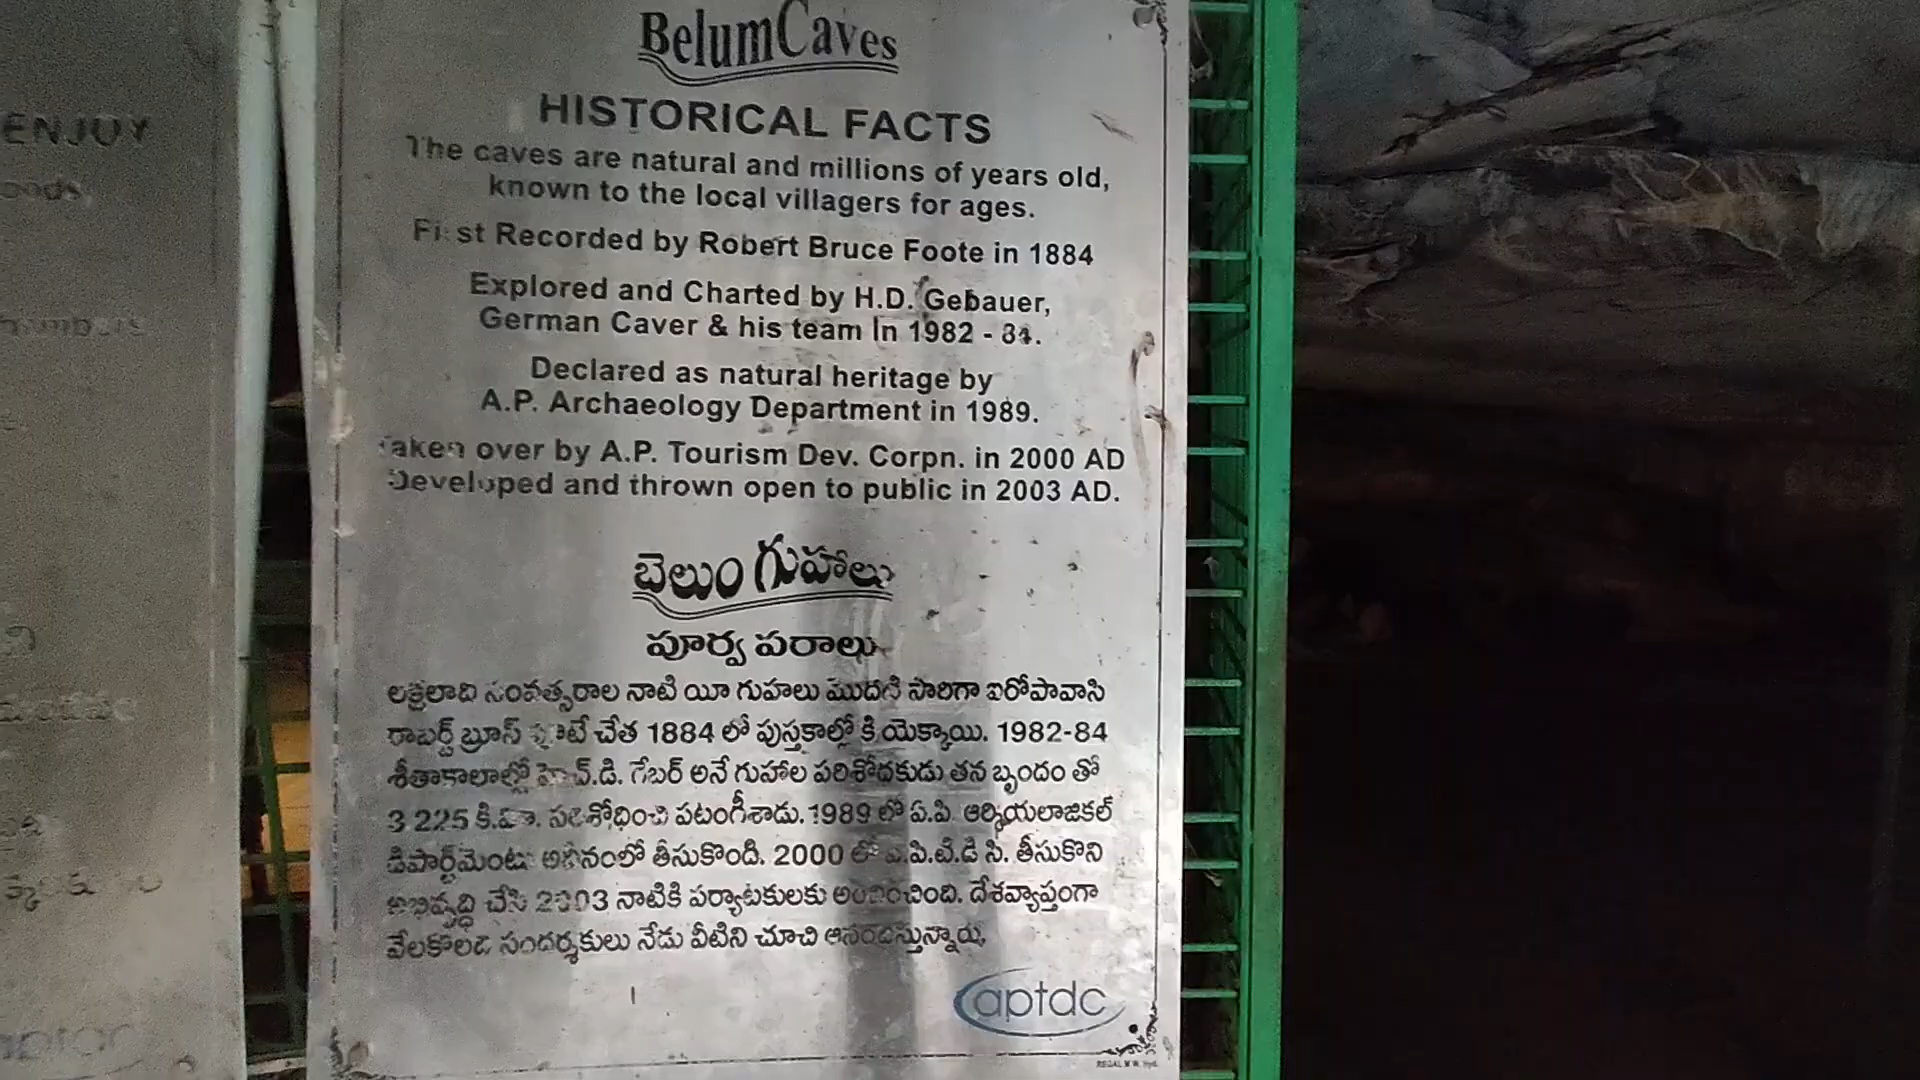 ENJOY
BelumCaves
HISTORICAL FACTS
The caves are natural and millions of years old,
known to the local villagers for ages.
First Recorded by Robert Bruce Foote in 1884
Explored and Charted by H.D. Gebauer,
German Caver & his team In 1982 - 84.
Declared as natural heritage by
A.P. Archaeology Department in 1989.
Taken over by A.P. Tourism Dev. Corpn. in 2000 AD
Developed and thrown open to public in 2003 AD.
బెలుం గుహలు
పూర్వ పరాలు
లక్షలాది సంవత్సరాల నాటి యీ గుహలు మొదటి సారిగా ఐరోపావాసి
రాబర్ట్ బ్రూస్ ఫూటే చేత 1884 లో పుస్తకాల్లో కి యెక్కాయి. 1982-84
శీతాకాలాల్లో హెచ్.డి. గేబర్ అనే గుహల పరిశోధకుడు తన బృందం తో
3.225 కి.మీ. పరిశోధించి పటంగీశాడు. 1989 లో ఏ.పి. ఆర్కియలాజికల్
డిపార్ట్‌మెంటు అధీనంలో తీసుకొంది. 2000 లో ఎ.పి.టి.డి.సి. తీసుకొని
అభివృద్ధి చేసి 2003 నాటికి పర్యాటకులకు అందించింది. దేశవ్యాప్తంగా
వేలకొలది సందర్శకులు నేడు వీటిని చూచి ఆనందిస్తున్నారు.
aptdc